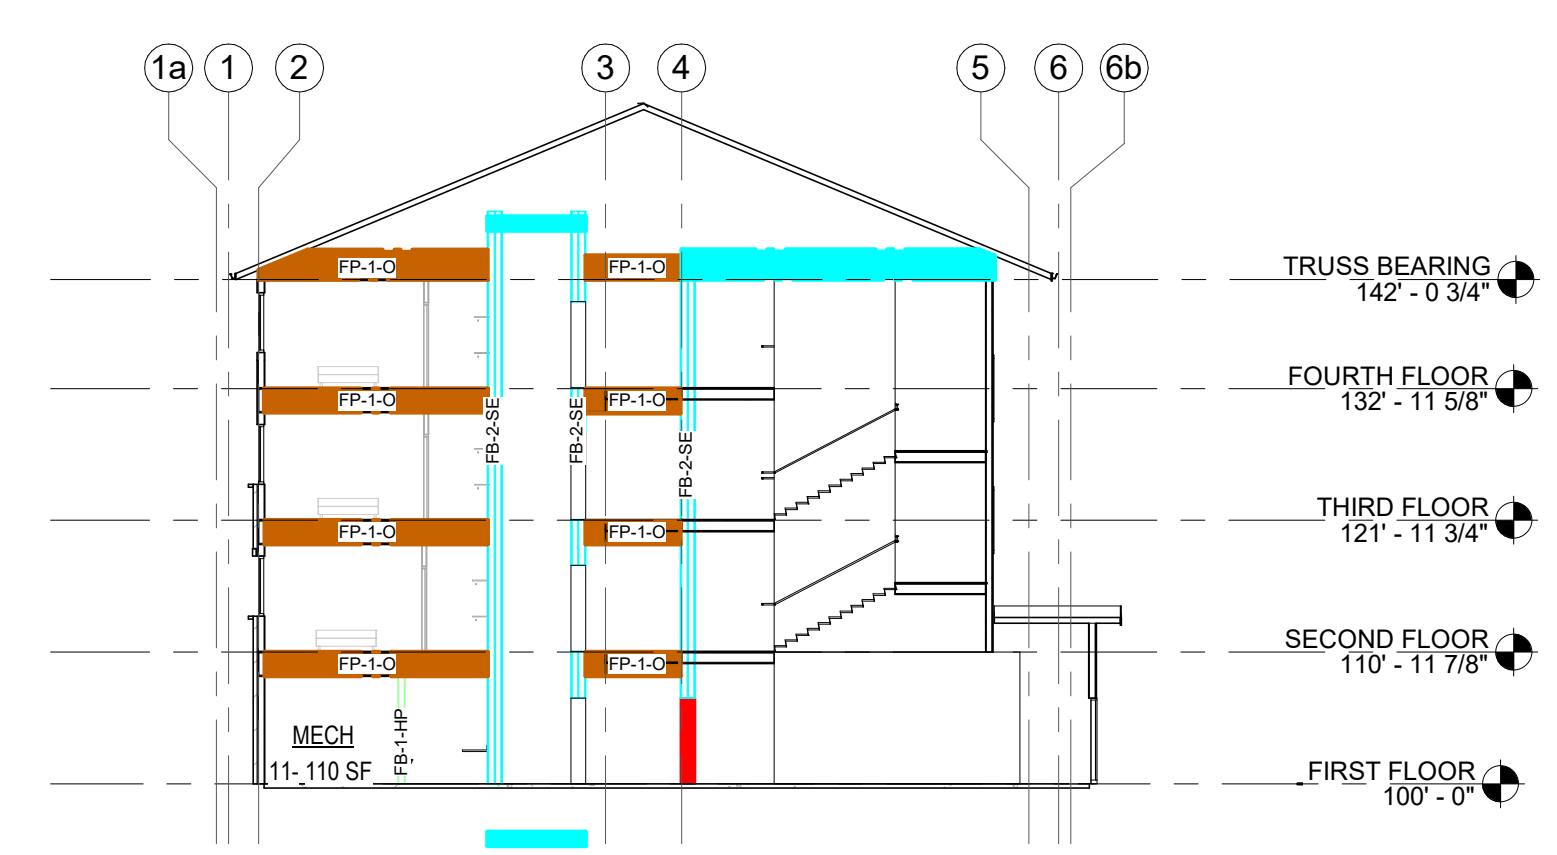 1a 1 2 3 4 5 6 6b
TRUSS BEARING
142' - 0 3/4"
FP-1-O FP-1-O
FOURTH FLOOR
132' - 11 5/8"
FP-1-O FP-1-O
FB-2-SE FB-2-SE FB-2-SE
THIRD FLOOR
121' - 11 3/4"
FP-1-O FP-1-O
SECOND FLOOR
110' - 11 7/8"
FP-1-O FP-1-O
MECH
11- 110 SF
FB-1-HP
FIRST FLOOR
100' - 0"